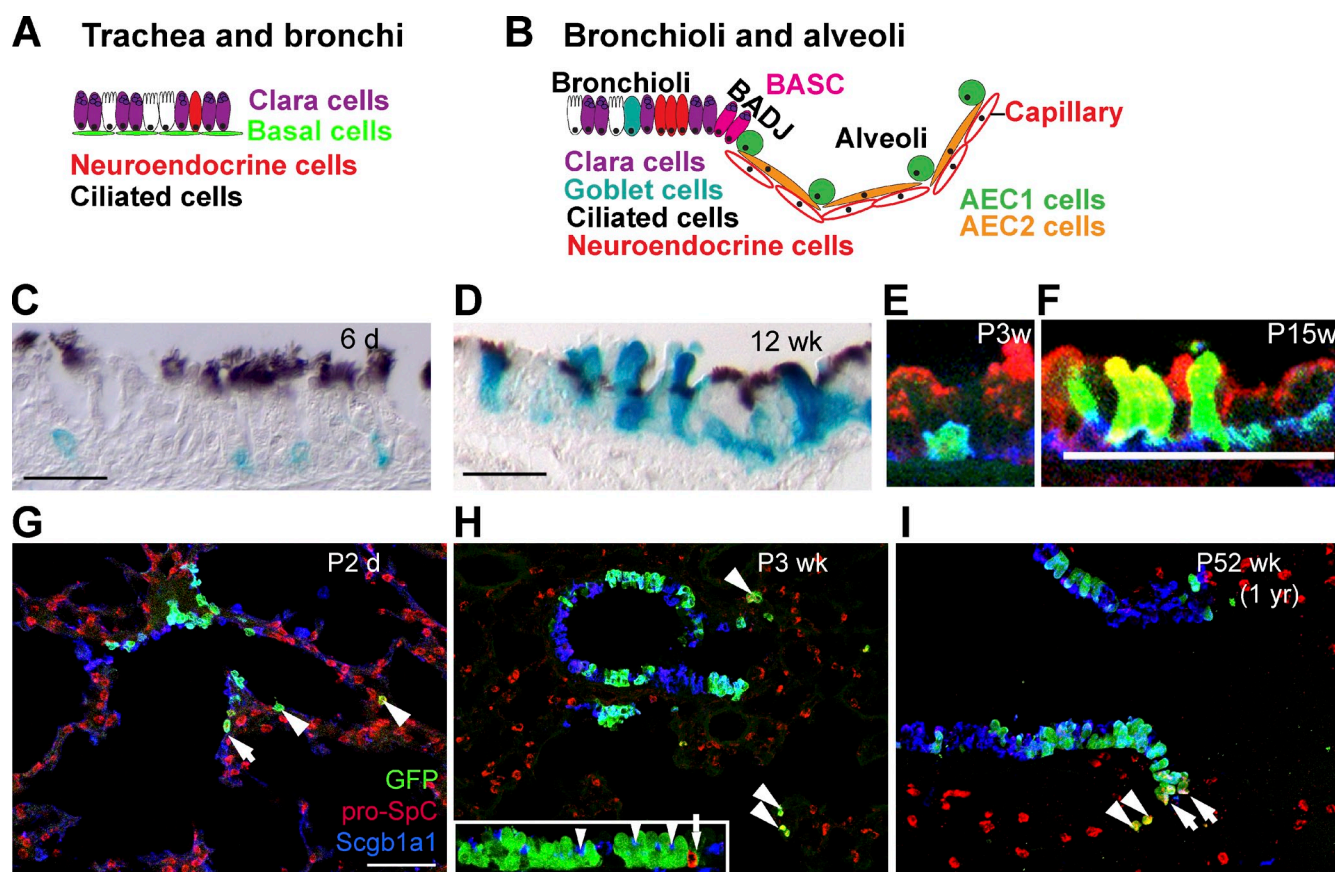 A Trachea and bronchi
Clara cells
Basal cells
Neuroendocrine cells
Ciliated cells
B Bronchioli and alveoli
Bronchioli
BASC
BADJ
Alveoli
Capillary
Clara cells
Goblet cells
Ciliated cells
Neuroendocrine cells
AEC1 cells
AEC2 cells
C
6 d
D
12 wk
E
P3w
F
P15w
G
P2 d
GFP
pro-SpC
Scgb1a1
H
P3 wk
I
P52 wk
(1 yr)